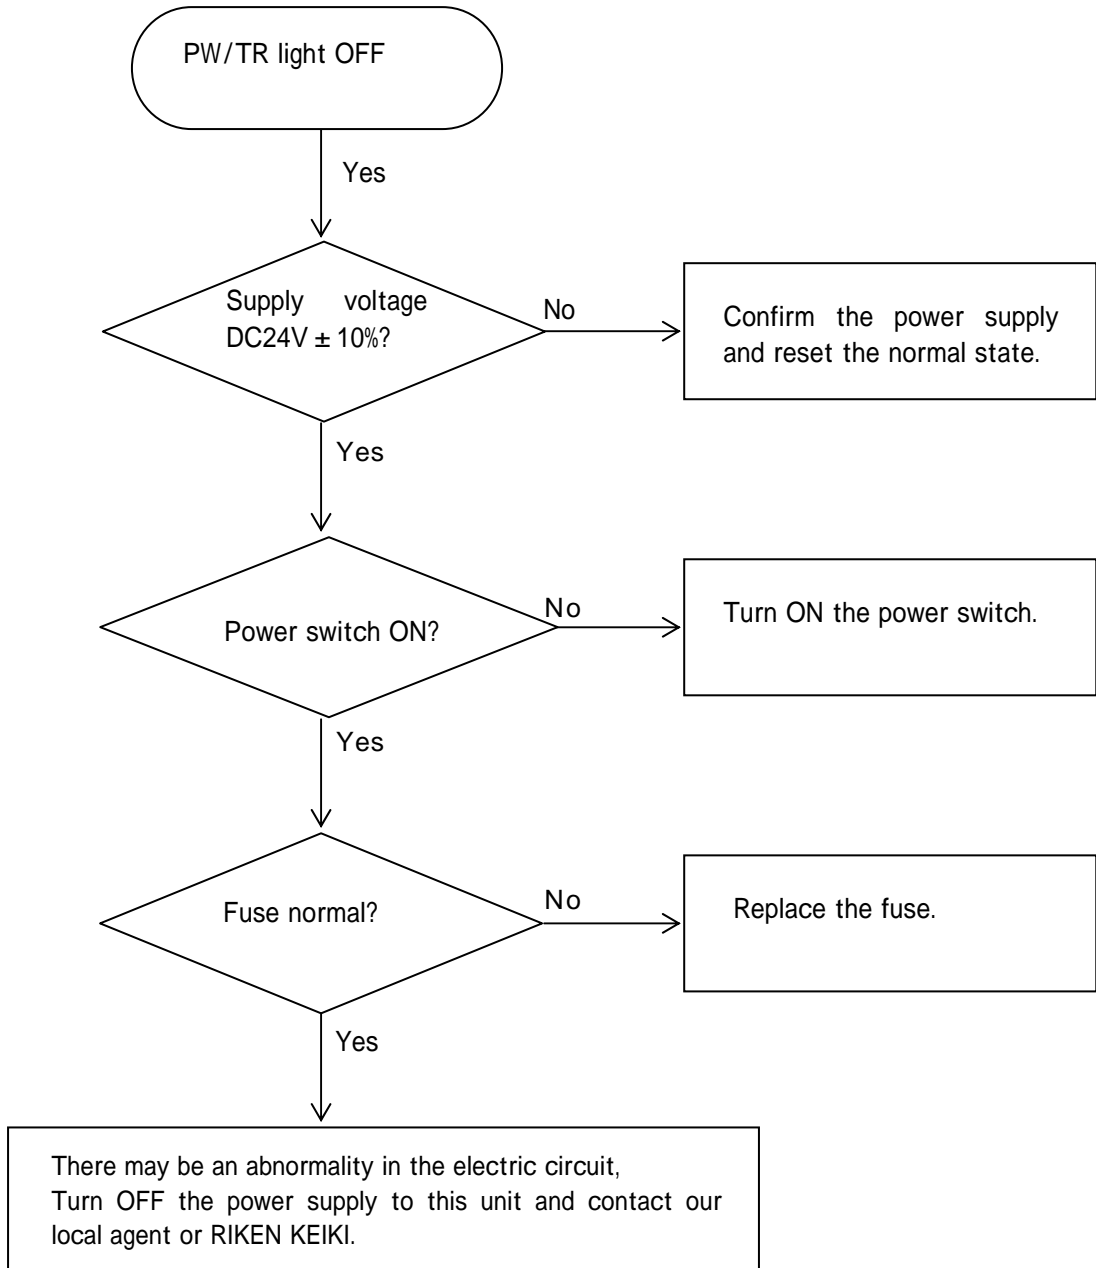 PW/TR light OFF
Yes
Supply voltage
DC24V ± 10%?
No
Confirm the power supply
and reset the normal state.
Yes
Power switch ON?
No
Turn ON the power switch.
Yes
Fuse normal?
No
Replace the fuse.
Yes
There may be an abnormality in the electric circuit,
Turn OFF the power supply to this unit and contact our
local agent or RIKEN KEIKI.